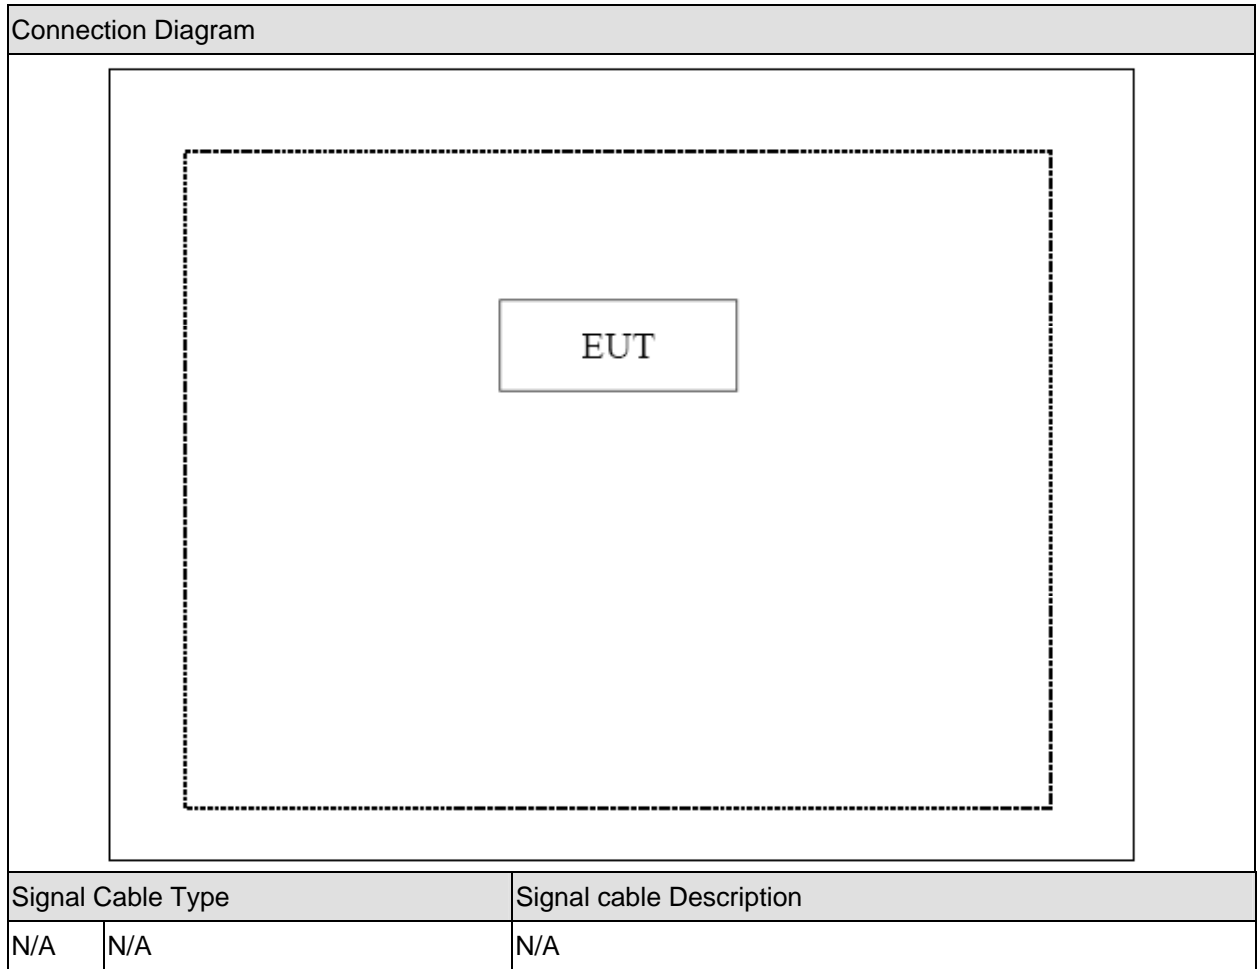 Connection Diagram
EUT
Signal Cable Type Signal cable Description
N/A N/A N/A